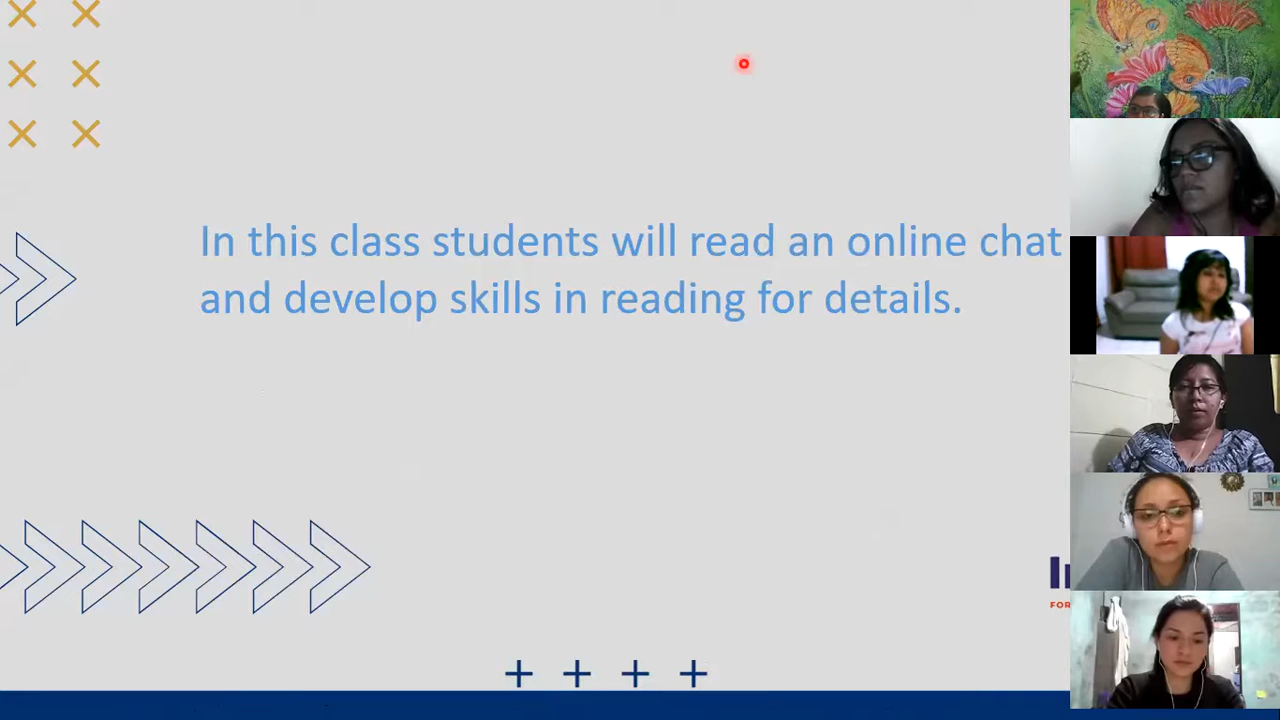 In this class students will read an online chat
and develop skills in reading for details.